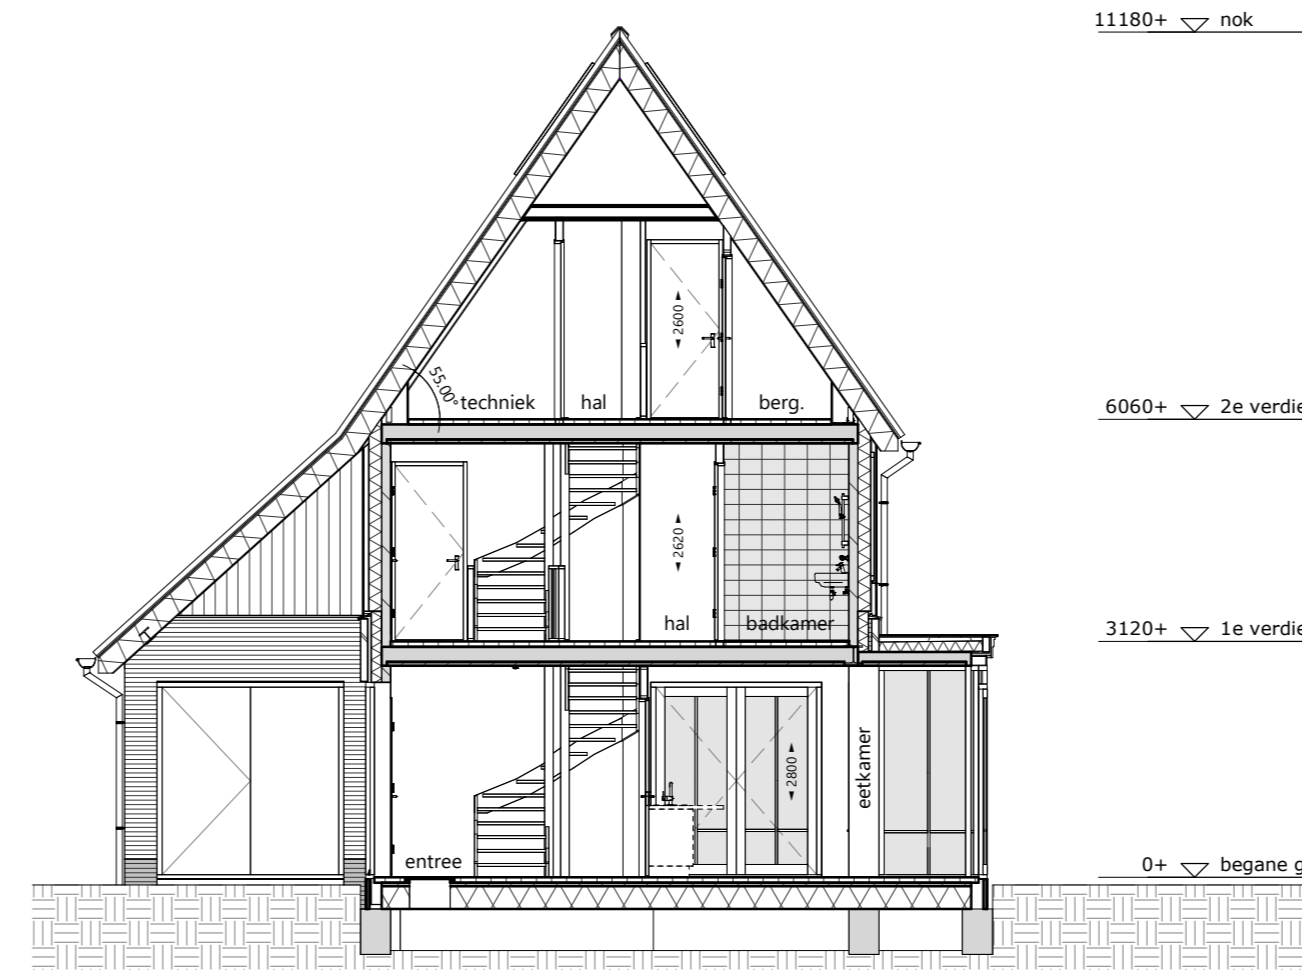 11180+ nok
2600
55.00°
techniek hal berg.
6060+ 2e verdie
2620
hal badkamer
3120+ 1e verdie
2800
eetkamer
entree
0+ begane g